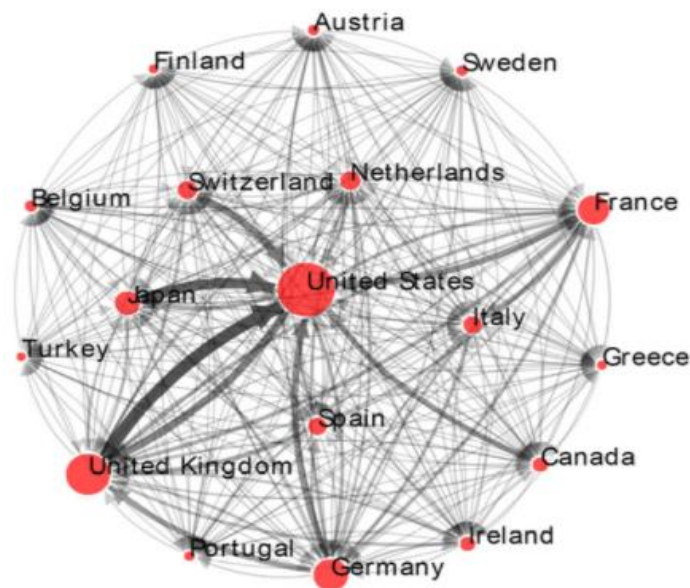 Austria
Finland
Sweden
Switzerland
Netherlands
Belgium
France
United States
Japan
Italy
Turkey
Greece
Spain
United Kingdom
Canada
Portugal
Ireland
Germany